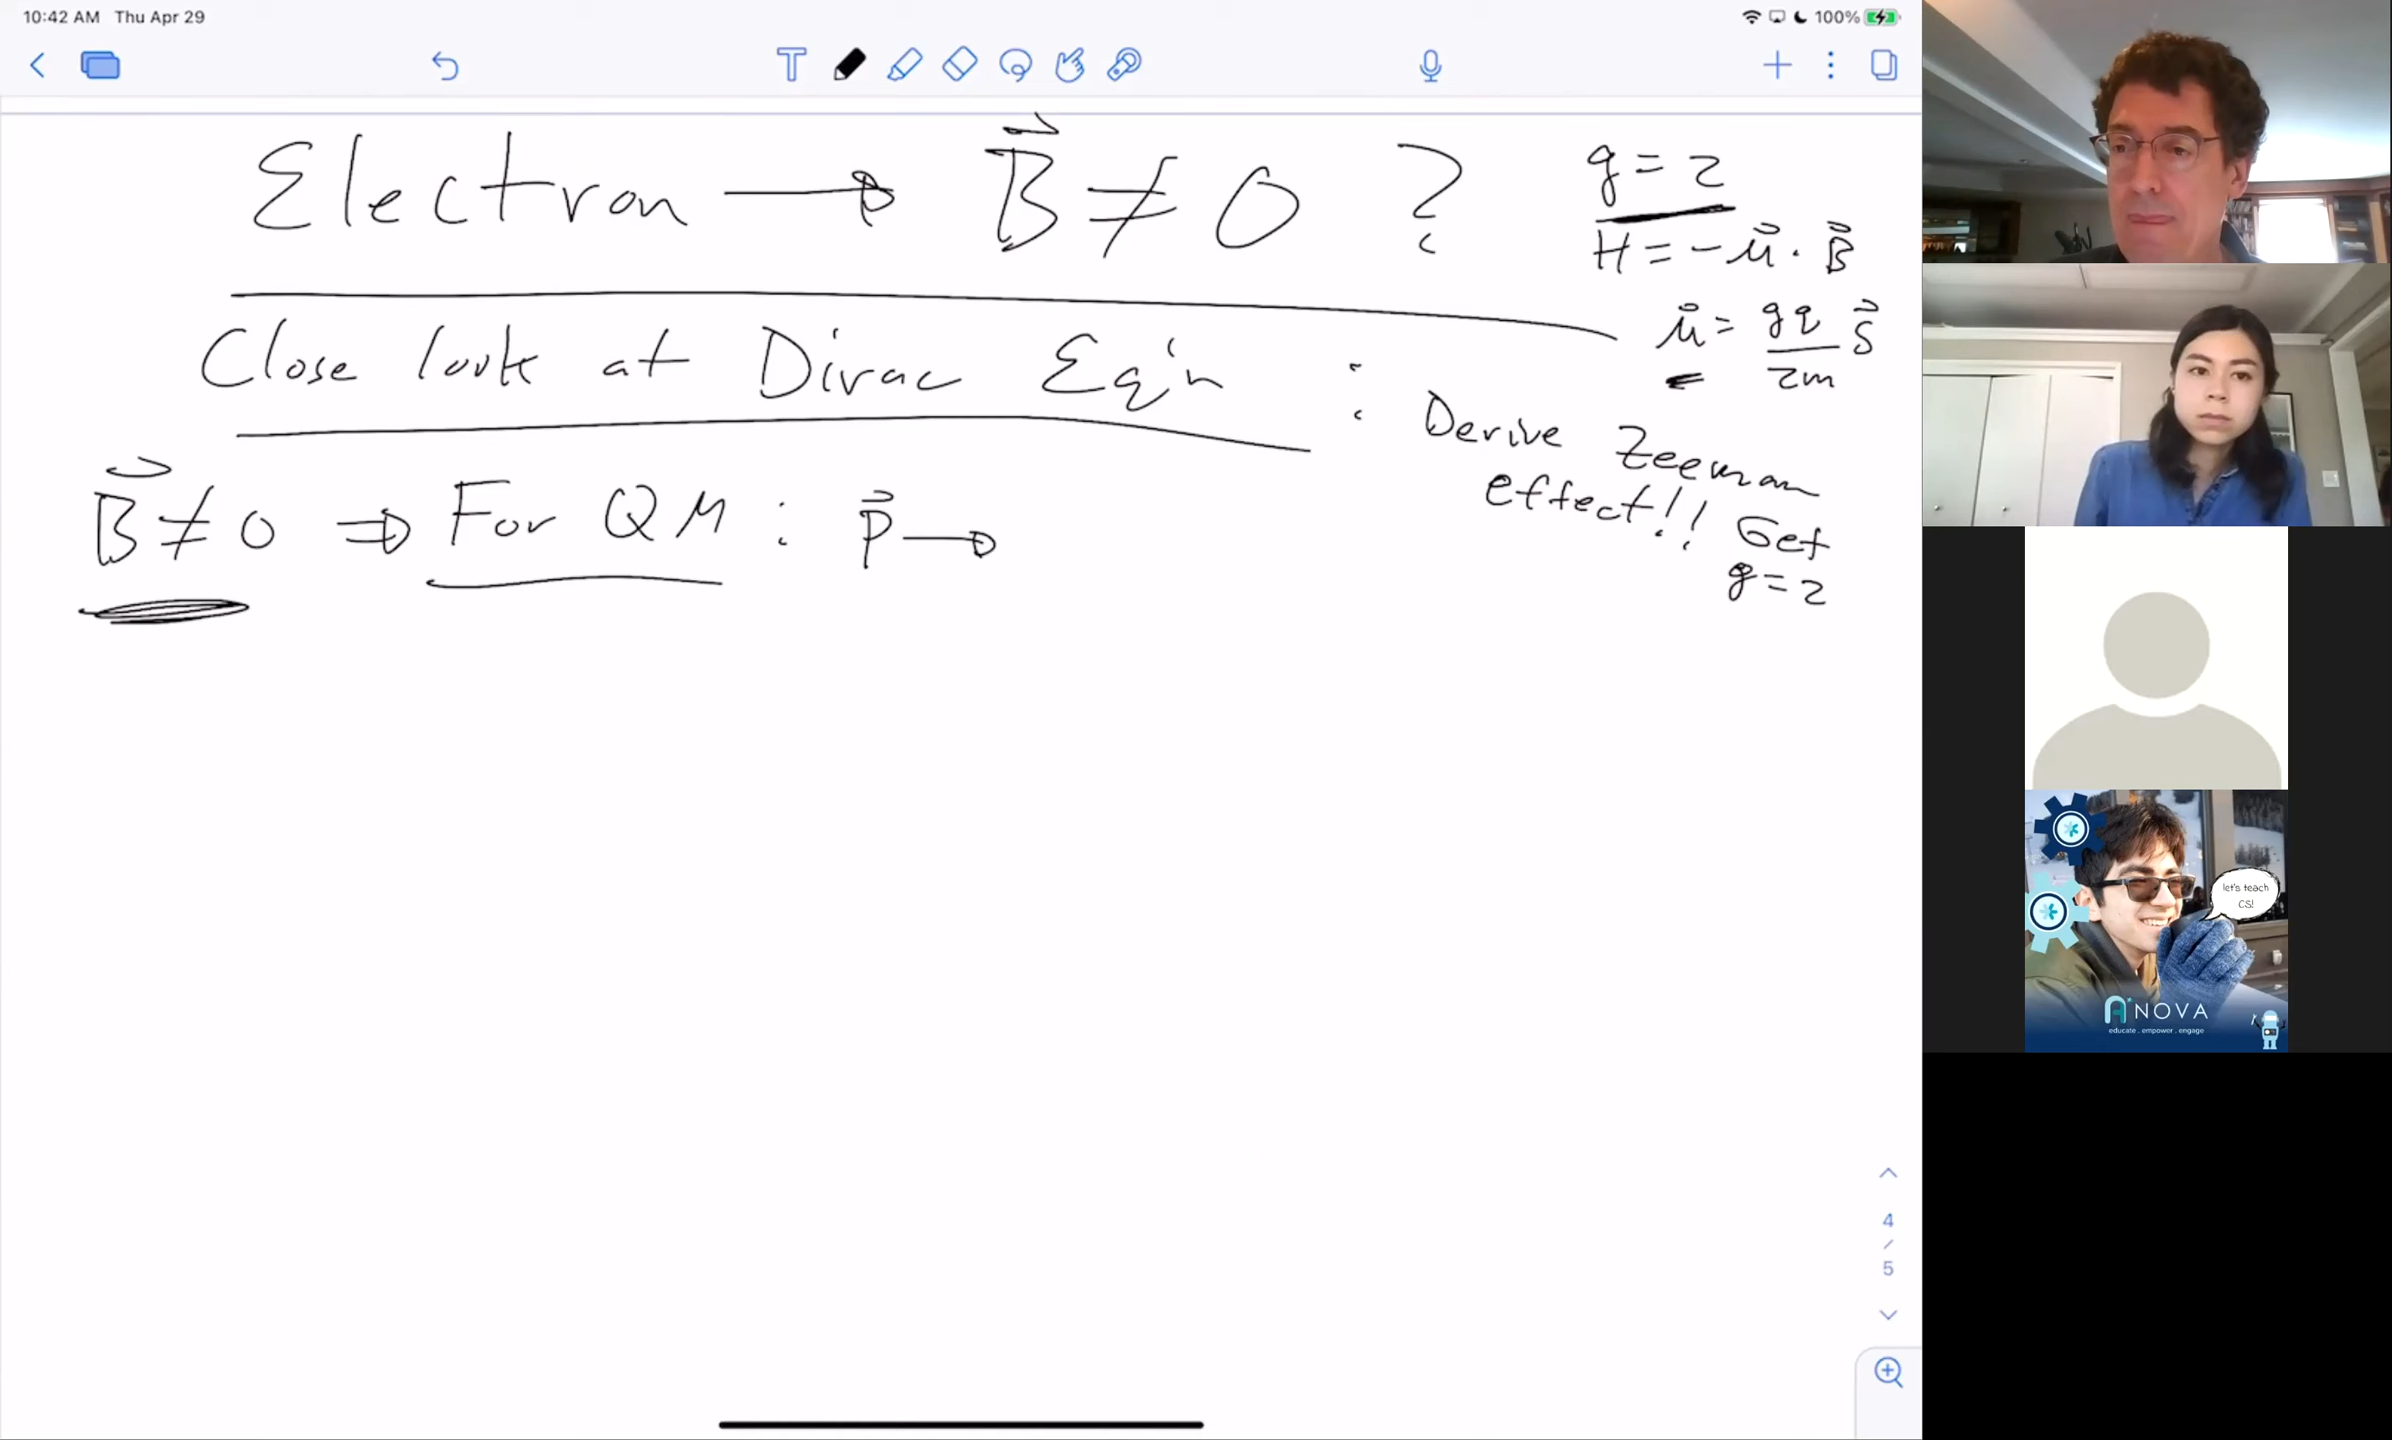 10:42 AM Thu Apr 29
100%
Electron → B⃗ ≠ 0 ?
g = 2
H = -μ⃗ · B⃗
μ⃗ = gq/2m S⃗
Close look at Dirac Eq'n :
Derive Zeeman
effect!! Get
g = 2
B⃗ ≠ 0 ⇒ For QM : P⃗ →
4
/
5
let's teach
CS!
NOVA
educate . empower . engage